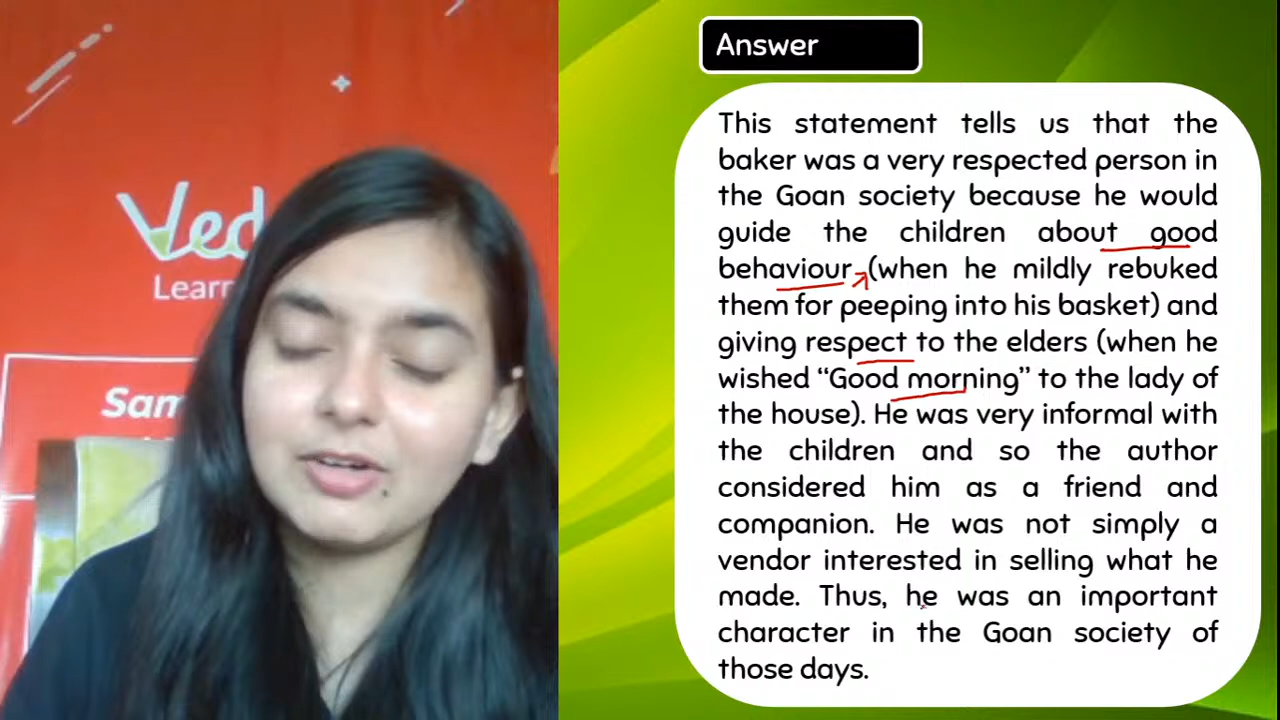 Ved
Learn
Sam
Answer
This statement tells us that the
baker was a very respected person in
the Goan society because he would
guide the children about good
behaviour (when he mildly rebuked
them for peeping into his basket) and
giving respect to the elders (when he
wished “Good morning” to the lady of
the house). He was very informal with
the children and so the author
considered him as a friend and
companion. He was not simply a
vendor interested in selling what he
made. Thus, he was an important
character in the Goan society of
those days.